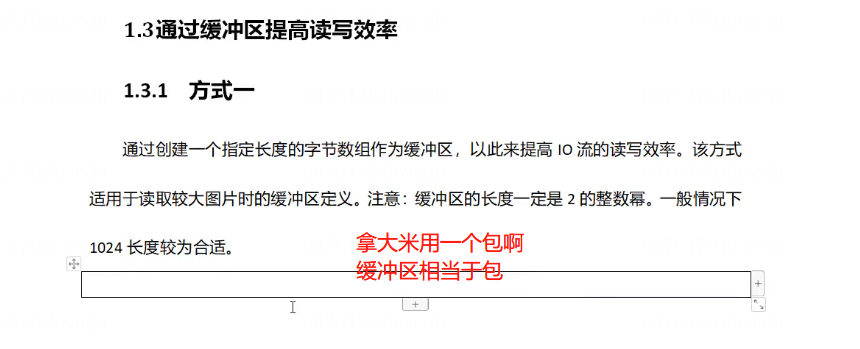 1.3通过缓冲区提高读写效率
1.3.1 方式一
通过创建一个指定长度的字节数组作为缓冲区，以此来提高 IO 流的读写效率。该方式
适用于读取较大图片时的缓冲区定义。注意：缓冲区的长度一定是 2 的整数幂。一般情况下
1024 长度较为合适。
拿大米用一个包啊
缓冲区相当于包